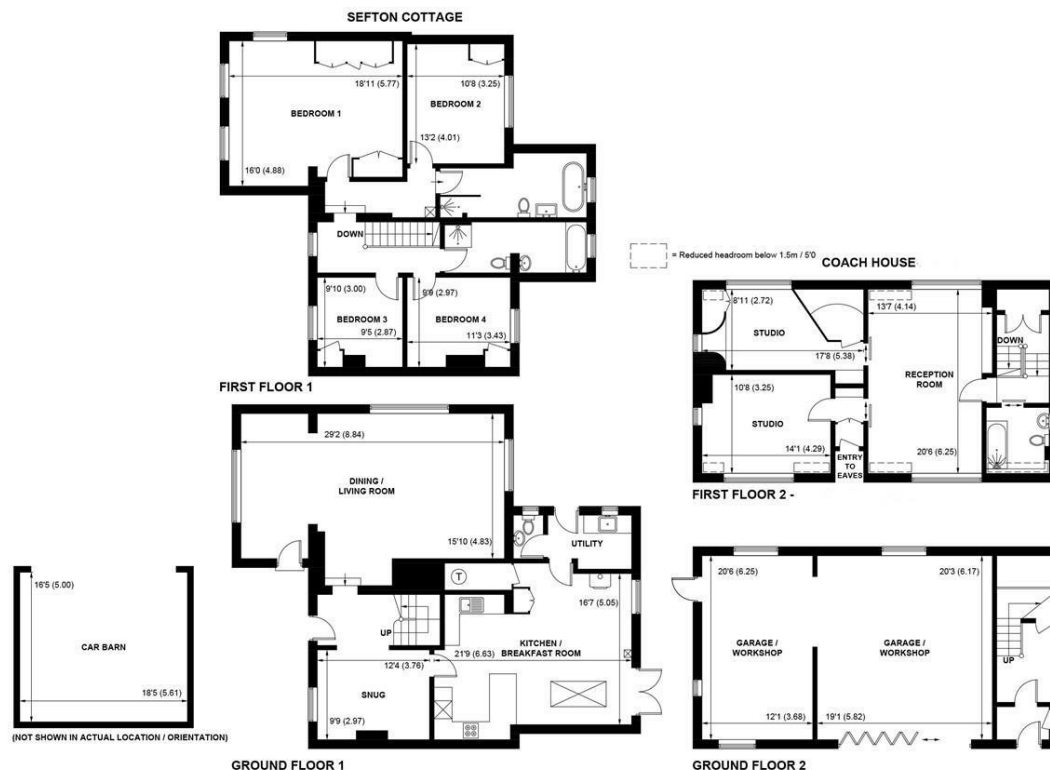 SEFTON COTTAGE
18'11 (5.77)
BEDROOM 1
16'0 (4.88)
10'8 (3.25)
BEDROOM 2
13'2 (4.01)
DOWN
9'10 (3.00)
BEDROOM 3
9'5 (2.87)
9'9 (2.97)
BEDROOM 4
11'3 (3.43)
FIRST FLOOR 1
= Reduced headroom below 1.5m / 5'0
COACH HOUSE
8'11 (2.72)
STUDIO
17'8 (5.38)
13'7 (4.14)
DOWN
RECEPTION
ROOM
10'8 (3.25)
STUDIO
14'1 (4.29)
ENTRY
TO
EAVES
20'6 (6.25)
FIRST FLOOR 2 -
29'2 (8.84)
DINING /
LIVING ROOM
15'10 (4.83)
UTILITY
T
16'7 (5.05)
UP
KITCHEN /
BREAKFAST ROOM
12'4 (3.76)
21'9 (6.63)
SNUG
9'9 (2.97)
GROUND FLOOR 1
16'5 (5.00)
CAR BARN
18'5 (5.61)
(NOT SHOWN IN ACTUAL LOCATION / ORIENTATION)
20'6 (6.25)
GARAGE /
WORKSHOP
12'1 (3.68)
20'3 (6.17)
GARAGE /
WORKSHOP
19'1 (5.82)
UP
GROUND FLOOR 2